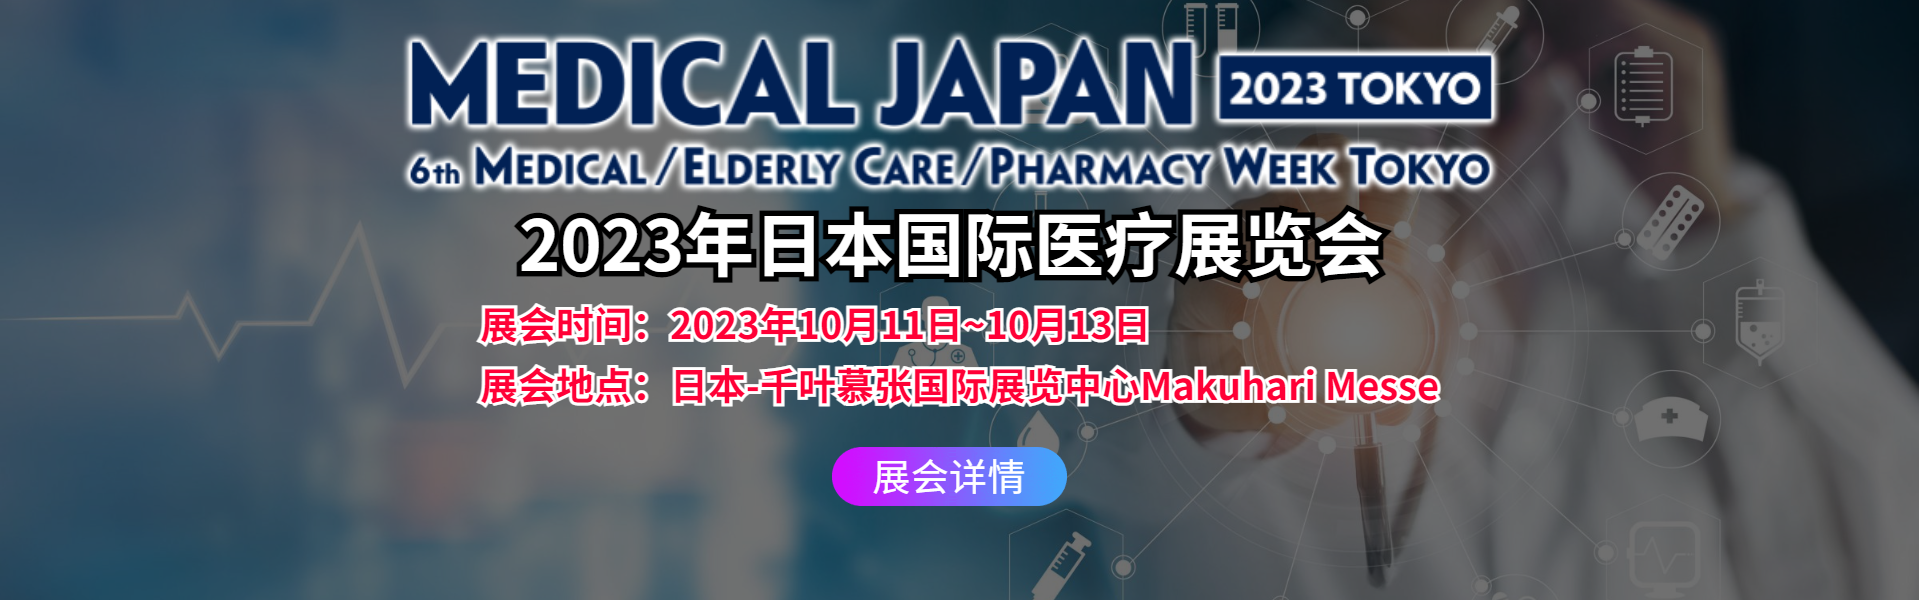 MEDICAL JAPAN 2023 TOKYO
6th MEDICAL/ELDERLY CARE/PHARMACY WEEK TOKYO
2023年日本国际医疗展览会
展会时间：2023年10月11日~10月13日
展会地点：日本-千叶慕张国际展览中心Makuhari Messe
展会详情